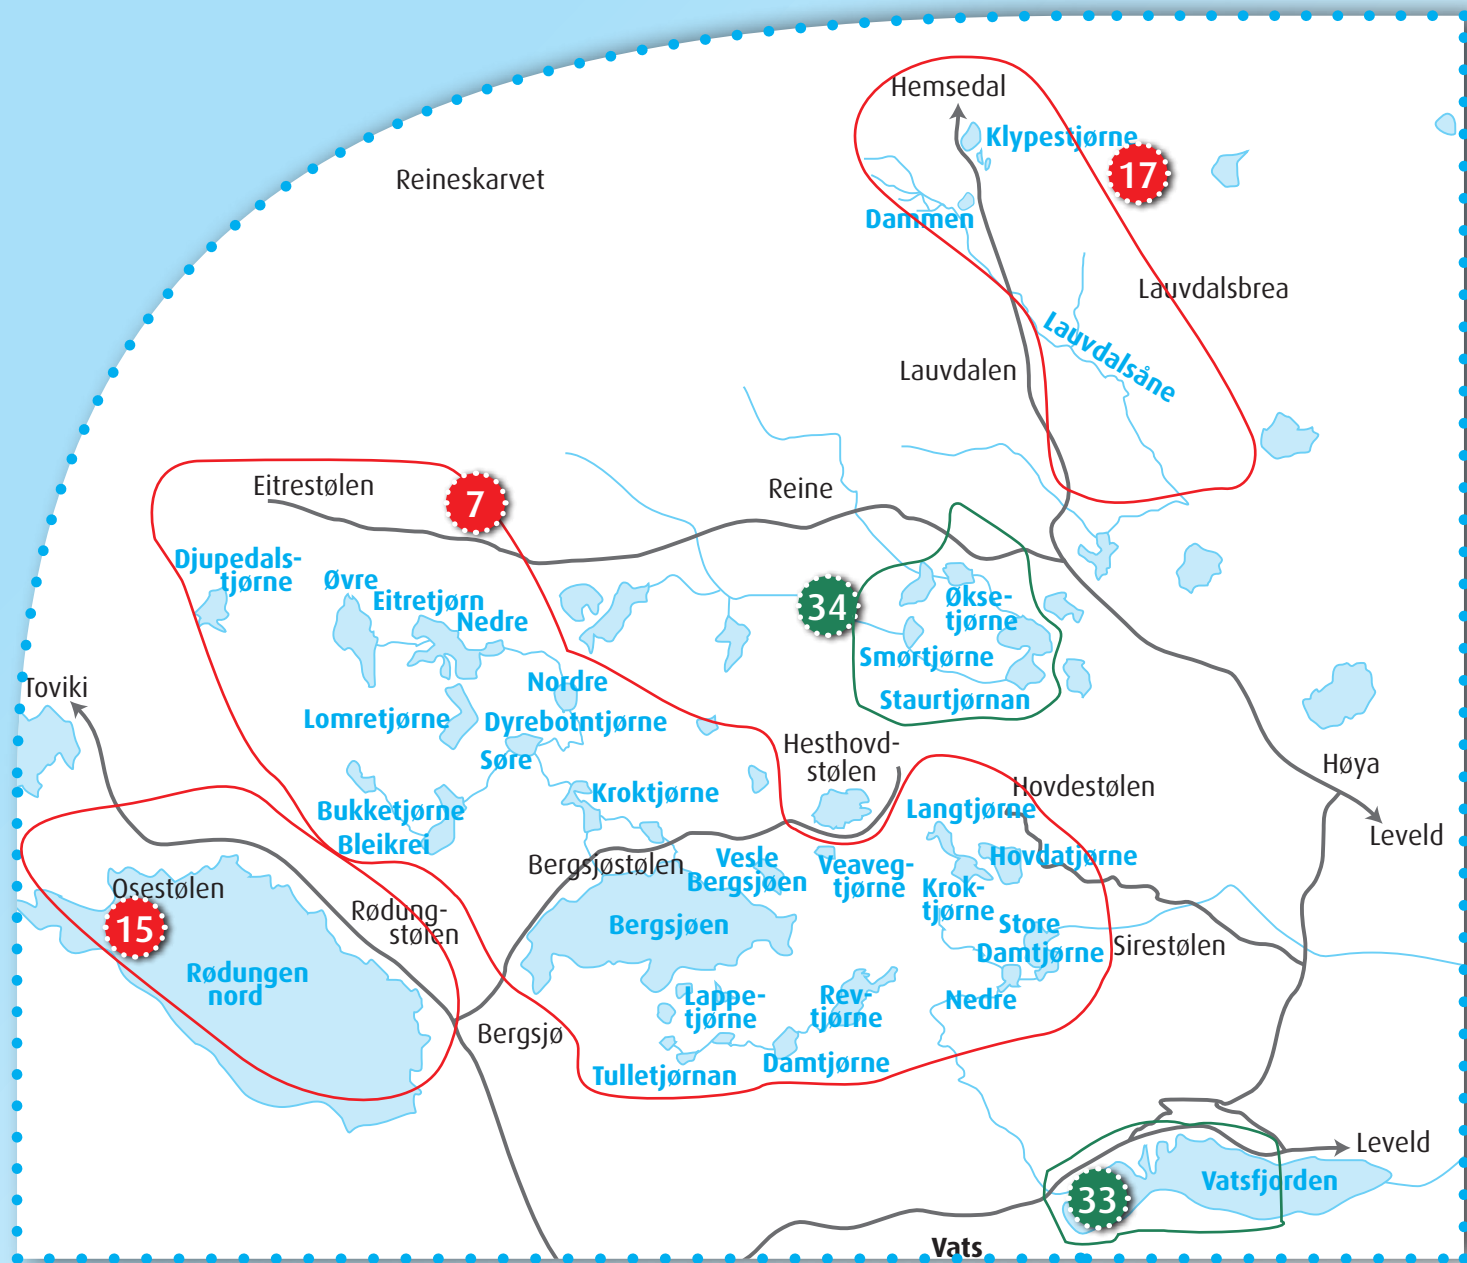 Hemsedal
Klypestjørne
17
Reineskarvet
Dammen
Lauvdalsbrea
Lauvdalsåne
Lauvdalen
Eitrestølen
7
Reine
Djupedals-
tjørne
Øvre
Eitretjørn
Nedre
34
Økse-
tjørne
Smørtjørne
Staurtjørnan
Toviki
Nordre
Lomretjørne
Dyrebotntjørne
Søre
Hesthovd-
stølen
Høya
Hovdestølen
Kroktjørne
Bukketjørne
Langtjørne
Leveld
Bleikrei
Bergsjøstølen
Vesle
Bergsjøen
Veaveg-
tjørne
Hovdatjørne
Osestølen
Krok-
tjørne
Rødung-
stølen
15
Bergsjøen
Store
Damtjørne
Sirestølen
Rødungen
nord
Lappe-
tjørne
Rev-
tjørne
Nedre
Bergsjø
Tulletjørnan
Damtjørne
Leveld
Vatsfjorden
33
Vats